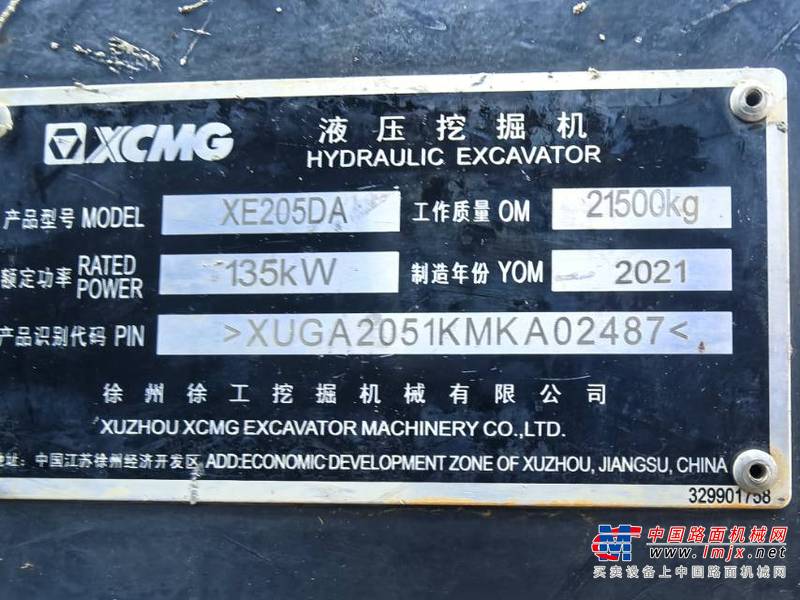 XCMG 液压挖掘机
HYDRAULIC EXCAVATOR
产品型号 MODEL XE205DA 工作质量 OM 21500kg
额定功率 RATED POWER 135kW 制造年份 YOM 2021
产品识别代码 PIN >XUGA2051KMKA02487<
徐州徐工挖掘机械有限公司
XUZHOU XCMG EXCAVATOR MACHINERY CO.,LTD.
地址: 中国江苏徐州经济开发区 ADD:ECONOMIC DEVELOPMENT ZONE OF XUZHOU, JIANGSU, CHINA
329901758
中国路面机械网
www.lmjx.net
买卖设备上中国路面机械网